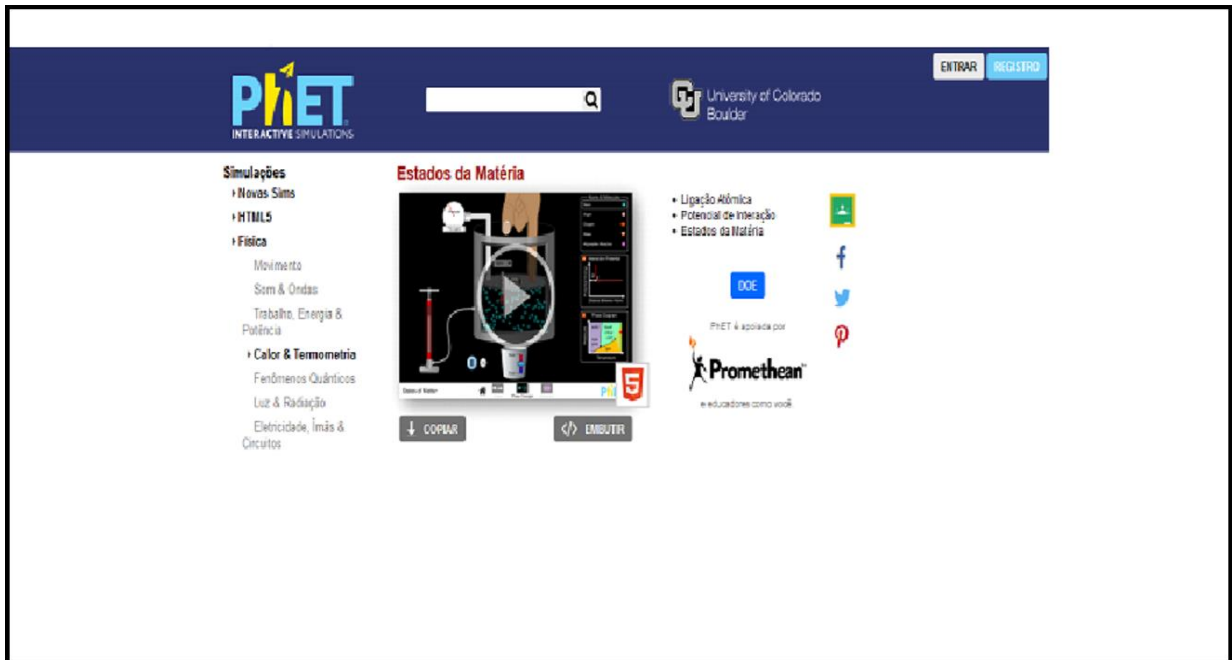 ENTRAR REGISTRO
PhET
INTERACTIVE SIMULATIONS
University of Colorado
Boulder
Simulações
Novas Sims
HTML5
Física
Movimento
Som & Ondas
Trabalho, Energia &
Potência
Calor & Termometria
Fenômenos Quânticos
Luz & Radiação
Eletricidade, Ímãs &
Circuitos
Estados da Matéria
COPIAR
EMBUTIR
• Ligação Atômica
• Potencial de Interação
• Estados da Matéria
DOE
PhET é apoiada por
Promethean
e educadores como você.